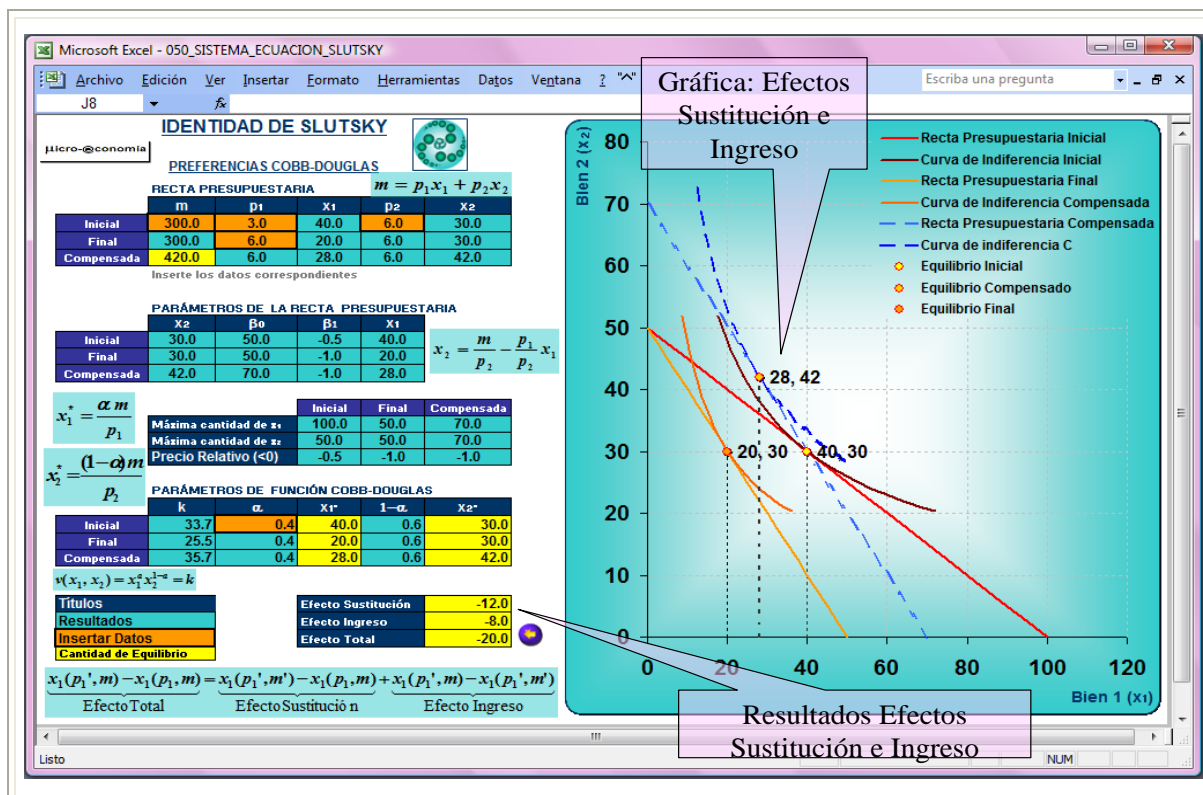 Microsoft Excel - 050_SISTEMA_ECUACION_SLUTSKY
Archivo Edición Ver Insertar Formato Herramientas Datos Ventana ? "^"
Escriba una pregunta
J8 fx
IDENTIDAD DE SLUTSKY
µicro-@conomia
PREFERENCIAS COBB-DOUGLAS
RECTA PRESUPUESTARIA m = p₁x₁ + p₂x₂
m p1 x1 p2 x2
Inicial 300.0 3.0 40.0 6.0 30.0
Final 300.0 6.0 20.0 6.0 30.0
Compensada 420.0 6.0 28.0 6.0 42.0
Inserte los datos correspondientes
PARÁMETROS DE LA RECTA PRESUPUESTARIA
x2 β0 β1 x1
Inicial 30.0 50.0 -0.5 40.0
Final 30.0 50.0 -1.0 20.0
Compensada 42.0 70.0 -1.0 28.0
x₂ = m/p₂ − p₁/p₂ x₁
x₁* = αm/p₁
Inicial Final Compensada
Máxima cantidad de x1 100.0 50.0 70.0
Máxima cantidad de x2 50.0 50.0 70.0
Precio Relativo (<0) -0.5 -1.0 -1.0
x₂* = (1−α)m/p₂
PARÁMETROS DE FUNCIÓN COBB-DOUGLAS
k α x1* 1−α x2*
Inicial 33.7 0.4 40.0 0.6 30.0
Final 25.5 0.4 20.0 0.6 30.0
Compensada 35.7 0.4 28.0 0.6 42.0
v(x₁, x₂) = x₁^α x₂^(1−α) = k
Títulos
Resultados
Insertar Datos
Cantidad de Equilibrio
Efecto Sustitución -12.0
Efecto Ingreso -8.0
Efecto Total -20.0
x₁(p₁',m) − x₁(p₁,m) = x₁(p₁',m') − x₁(p₁,m) + x₁(p₁',m) − x₁(p₁',m')
EfectoTotal EfectoSustitució n Efecto Ingreso
Gráfica: Efectos
Sustitución e
Ingreso
Bien 2 (x2)
80
70
60
50
40
30
20
10
0
Recta Presupuestaria Inicial
Curva de Indiferencia Inicial
Recta Presupuestaria Final
Curva de Indiferencia Compensada
Recta Presupuestaria Compensada
Curva de indiferencia C
Equilibrio Inicial
Equilibrio Compensado
Equilibrio Final
28, 42
20, 30
40, 30
0 20 40 60 80 100 120
Bien 1 (x1)
Resultados Efectos
Sustitución e Ingreso
Listo
NUM